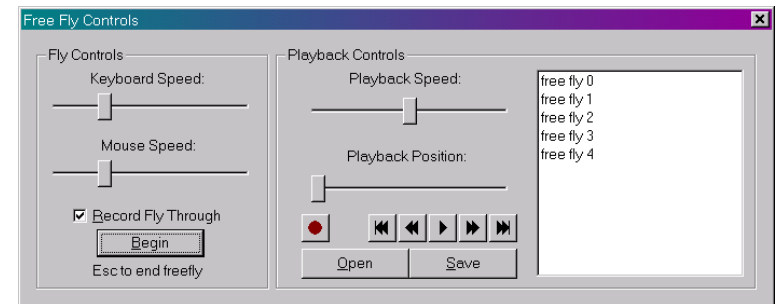 Free Fly Controls
Fly Controls
Keyboard Speed:
Mouse Speed:
Record Fly Through
Begin
Esc to end freefly
Playback Controls
Playback Speed:
Playback Position:
Open
Save
free fly 0
free fly 1
free fly 2
free fly 3
free fly 4